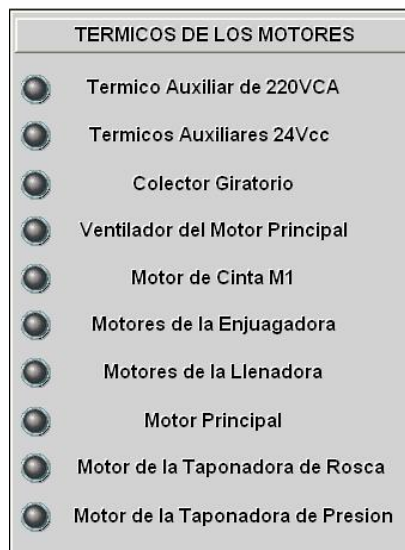 TERMICOS DE LOS MOTORES
Termico Auxiliar de 220VCA
Termicos Auxiliares 24Vcc
Colector Giratorio
Ventilador del Motor Principal
Motor de Cinta M1
Motores de la Enjuagadora
Motores de la Llenadora
Motor Principal
Motor de la Taponadora de Rosca
Motor de la Taponadora de Presion